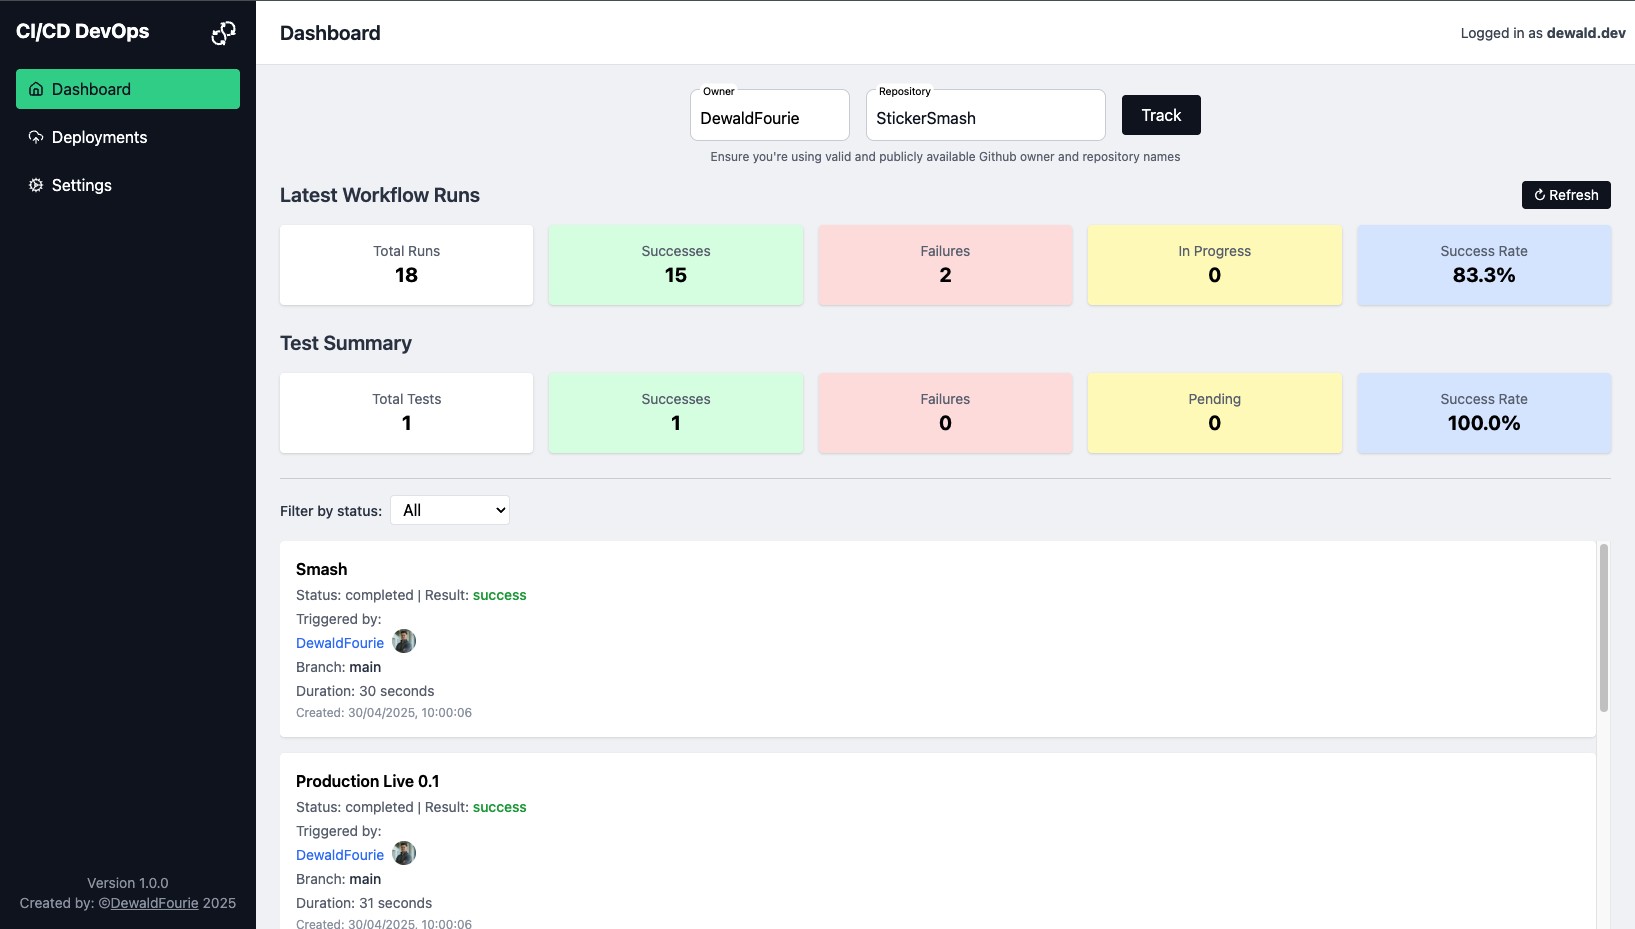 CI/CD DevOps
Dashboard
Deployments
Settings
Version 1.0.0
Created by: ©DewaldFourie 2025
Dashboard
Logged in as dewald.dev
Owner
DewaldFourie
Repository
StickerSmash
Track
Ensure you're using valid and publicly available Github owner and repository names
Latest Workflow Runs
Refresh
Total Runs
18
Successes
15
Failures
2
In Progress
0
Success Rate
83.3%
Test Summary
Total Tests
1
Successes
1
Failures
0
Pending
0
Success Rate
100.0%
Filter by status:
All
Smash
Status: completed | Result: success
Triggered by:
DewaldFourie
Branch: main
Duration: 30 seconds
Created: 30/04/2025, 10:00:06
Production Live 0.1
Status: completed | Result: success
Triggered by:
DewaldFourie
Branch: main
Duration: 31 seconds
Created: 30/04/2025, 10:00:06